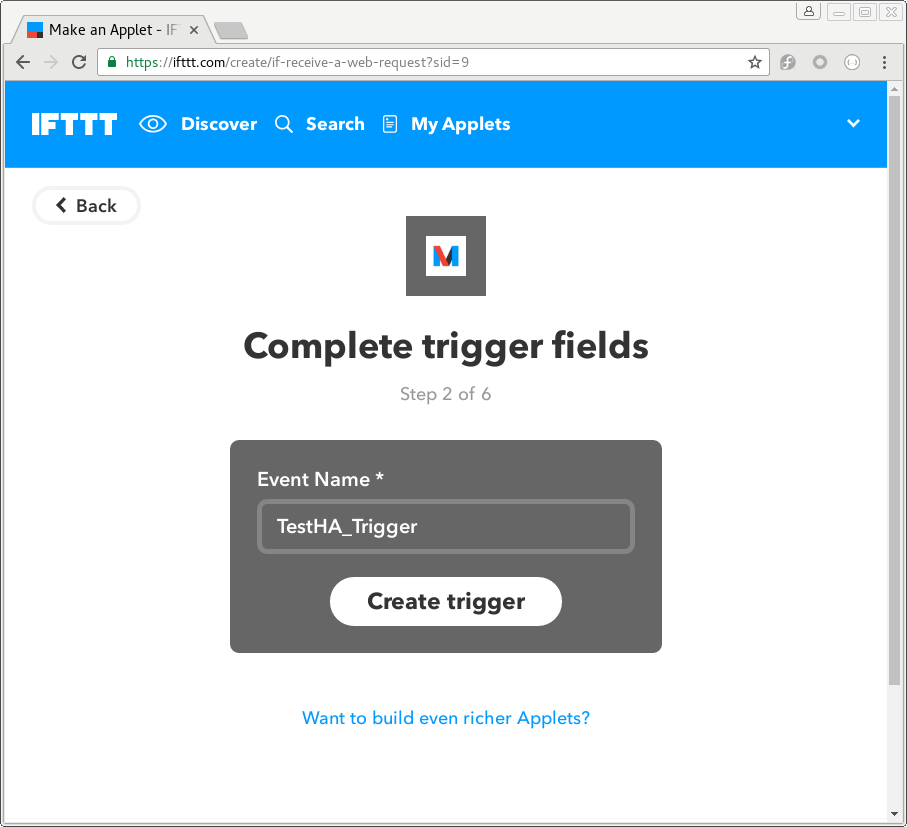 Make an Applet - IF
https://ifttt.com/create/if-receive-a-web-request?sid=9
IFTTT Discover Search My Applets
Back
Complete trigger fields
Step 2 of 6
Event Name *
TestHA_Trigger
Create trigger
Want to build even richer Applets?